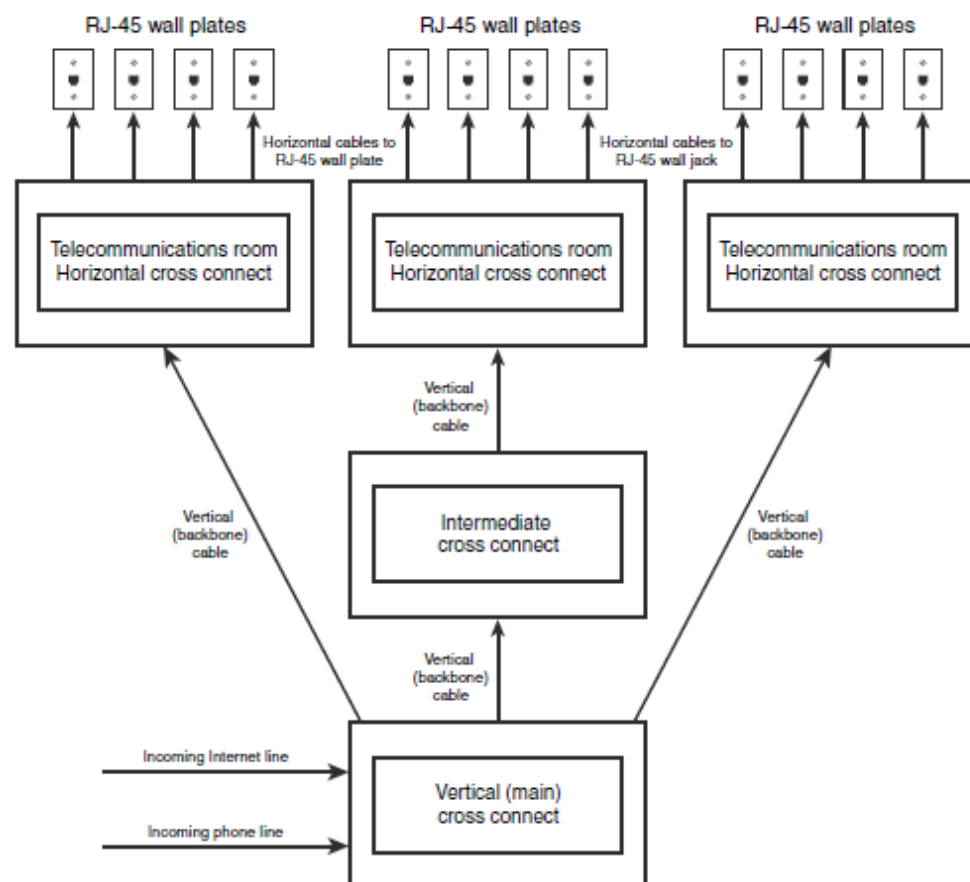 RJ-45 wall plates
RJ-45 wall plates
RJ-45 wall plates
Horizontal cables to
RJ-45 wall plate
Horizontal cables to
RJ-45 wall jack
Telecommunications room
Horizontal cross connect
Telecommunications room
Horizontal cross connect
Telecommunications room
Horizontal cross connect
Vertical
(backbone)
cable
Vertical
(backbone)
cable
Intermediate
cross connect
Vertical
(backbone)
cable
Vertical
(backbone)
cable
Incoming Internet line
Incoming phone line
Vertical (main)
cross connect